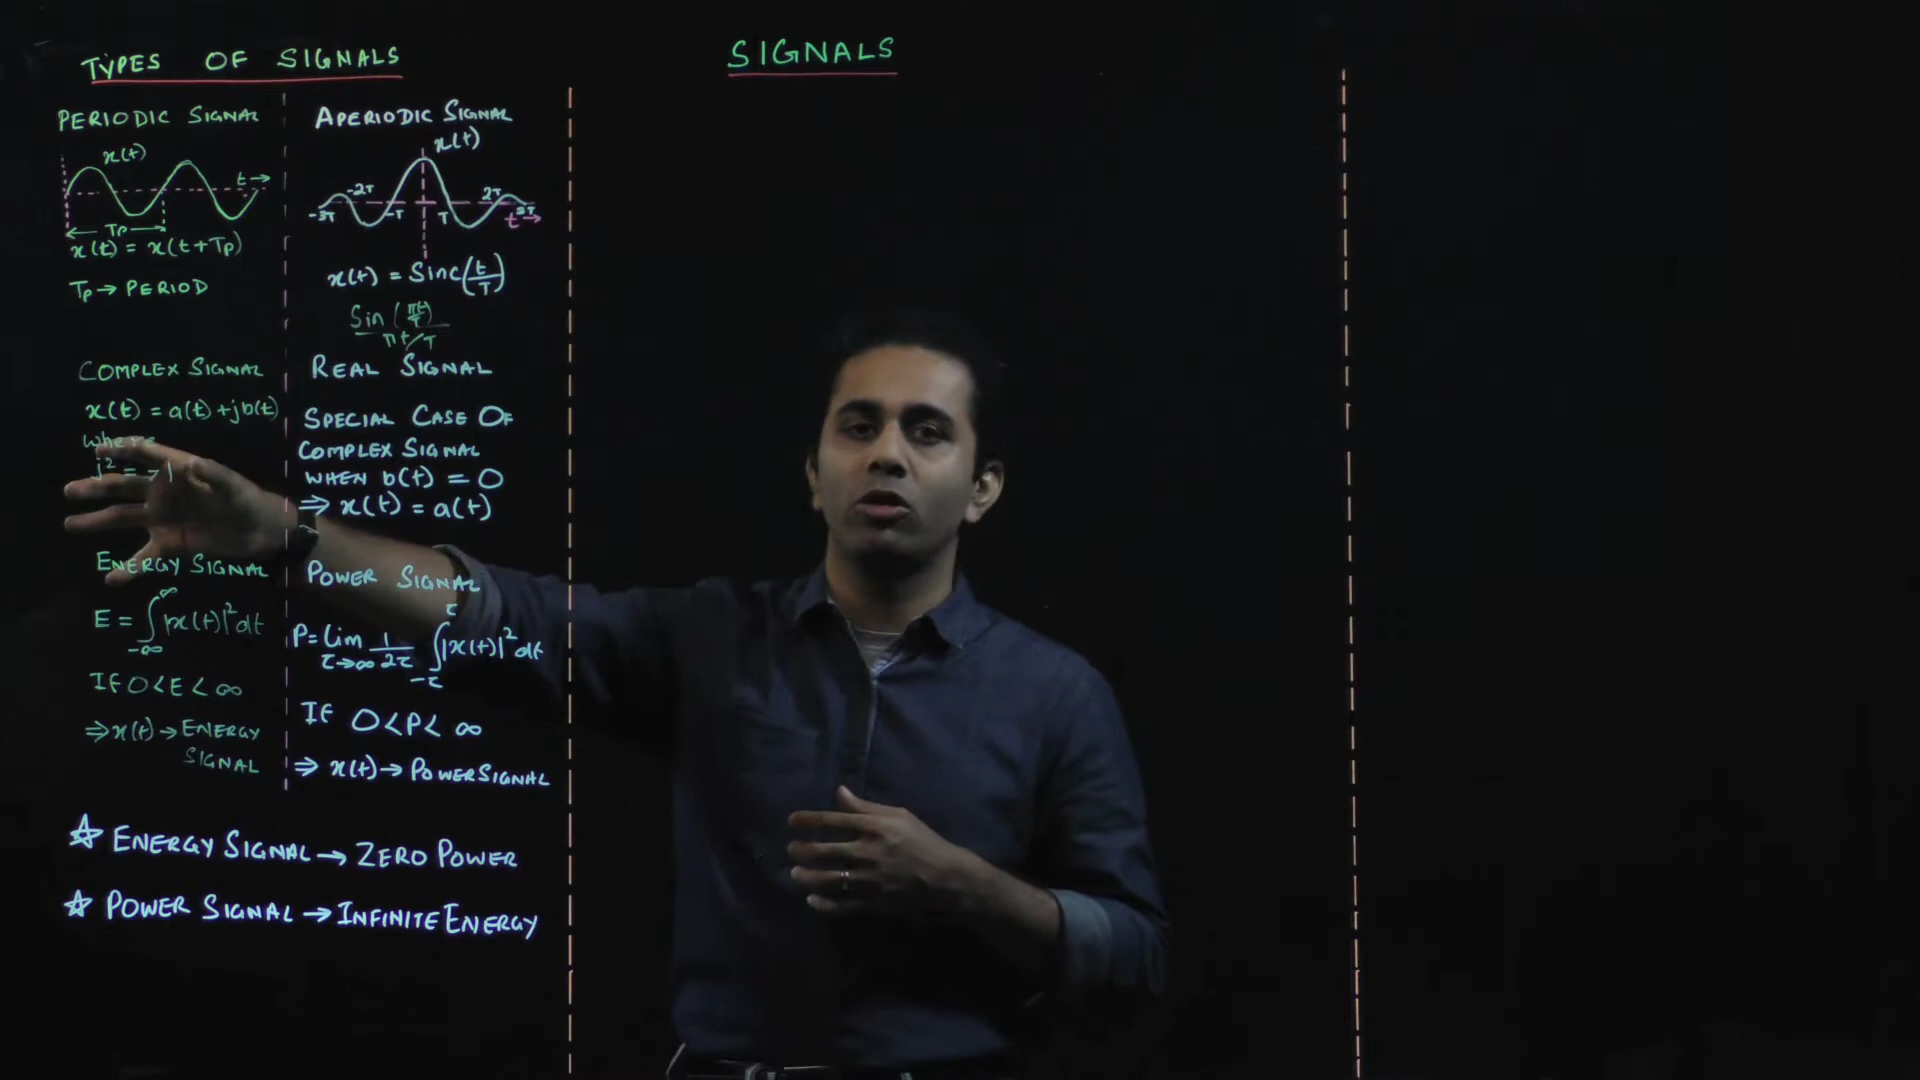 TYPES OF SIGNALS
PERIODIC SIGNAL
x(t)
t→
Tp
x(t) = x(t+Tp)
Tp → PERIOD
APERIODIC SIGNAL
x(t)
-3T -2T -T T 2T 3T
t
x(t) = Sinc(t/T)
Sin(πt/T)
πt/T
COMPLEX SIGNAL
x(t) = a(t)+jb(t)
where
j² = -1
REAL SIGNAL
SPECIAL CASE OF
COMPLEX SIGNAL
WHEN b(t) = 0
⇒ x(t) = a(t)
ENERGY SIGNAL
E = ∫_{-∞}^{∞} |x(t)|² dt
IF 0<E<∞
⇒ x(t) → ENERGY
SIGNAL
POWER SIGNAL
P = Lim_{τ→∞} 1/2τ ∫_{-τ}^{τ} |x(t)|² dt
IF 0<P<∞
⇒ x(t) → POWER SIGNAL
☆ ENERGY SIGNAL → ZERO POWER
☆ POWER SIGNAL → INFINITE ENERGY
SIGNALS